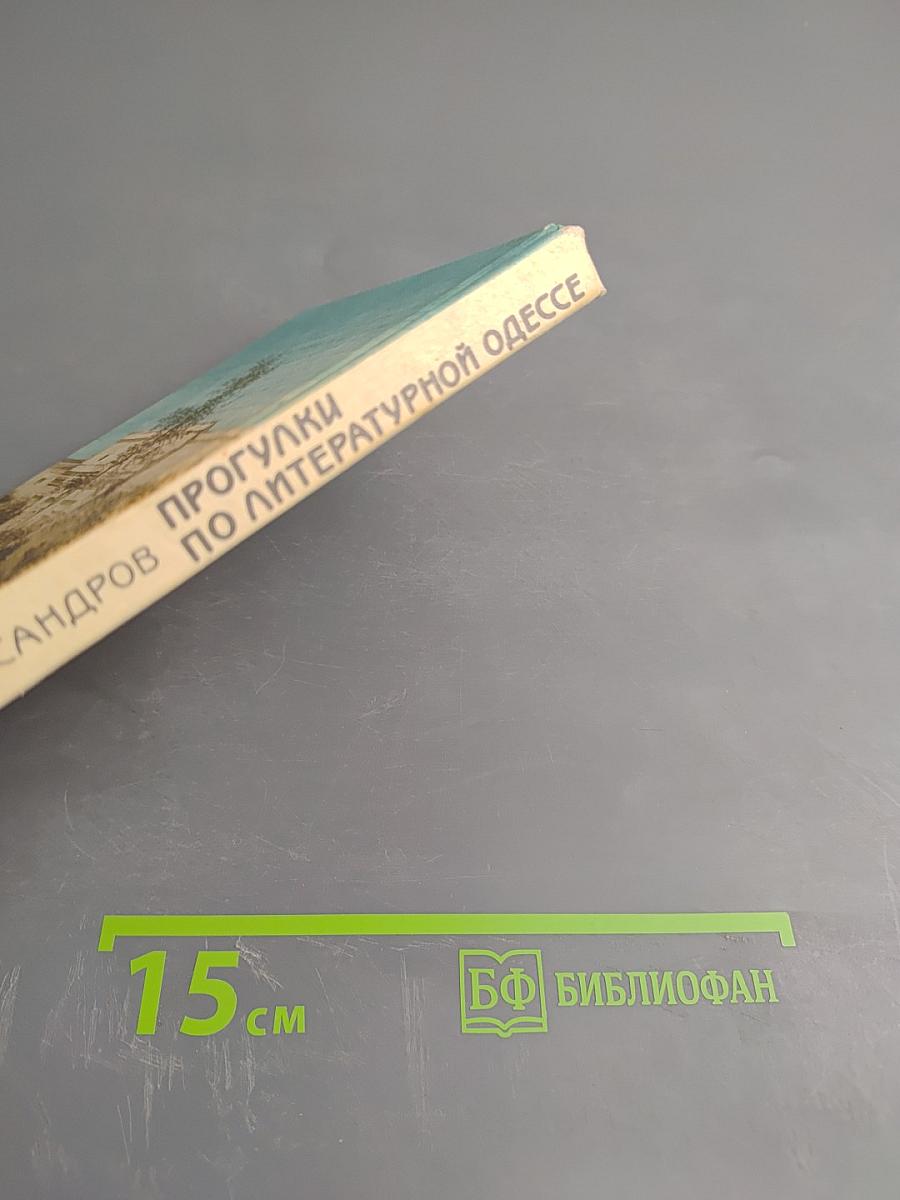 САНДРОВ
ПРОГУЛКИ
ПО ЛИТЕРАТУРНОЙ ОДЕССЕ
15 см
БФ БИБЛИОФАН